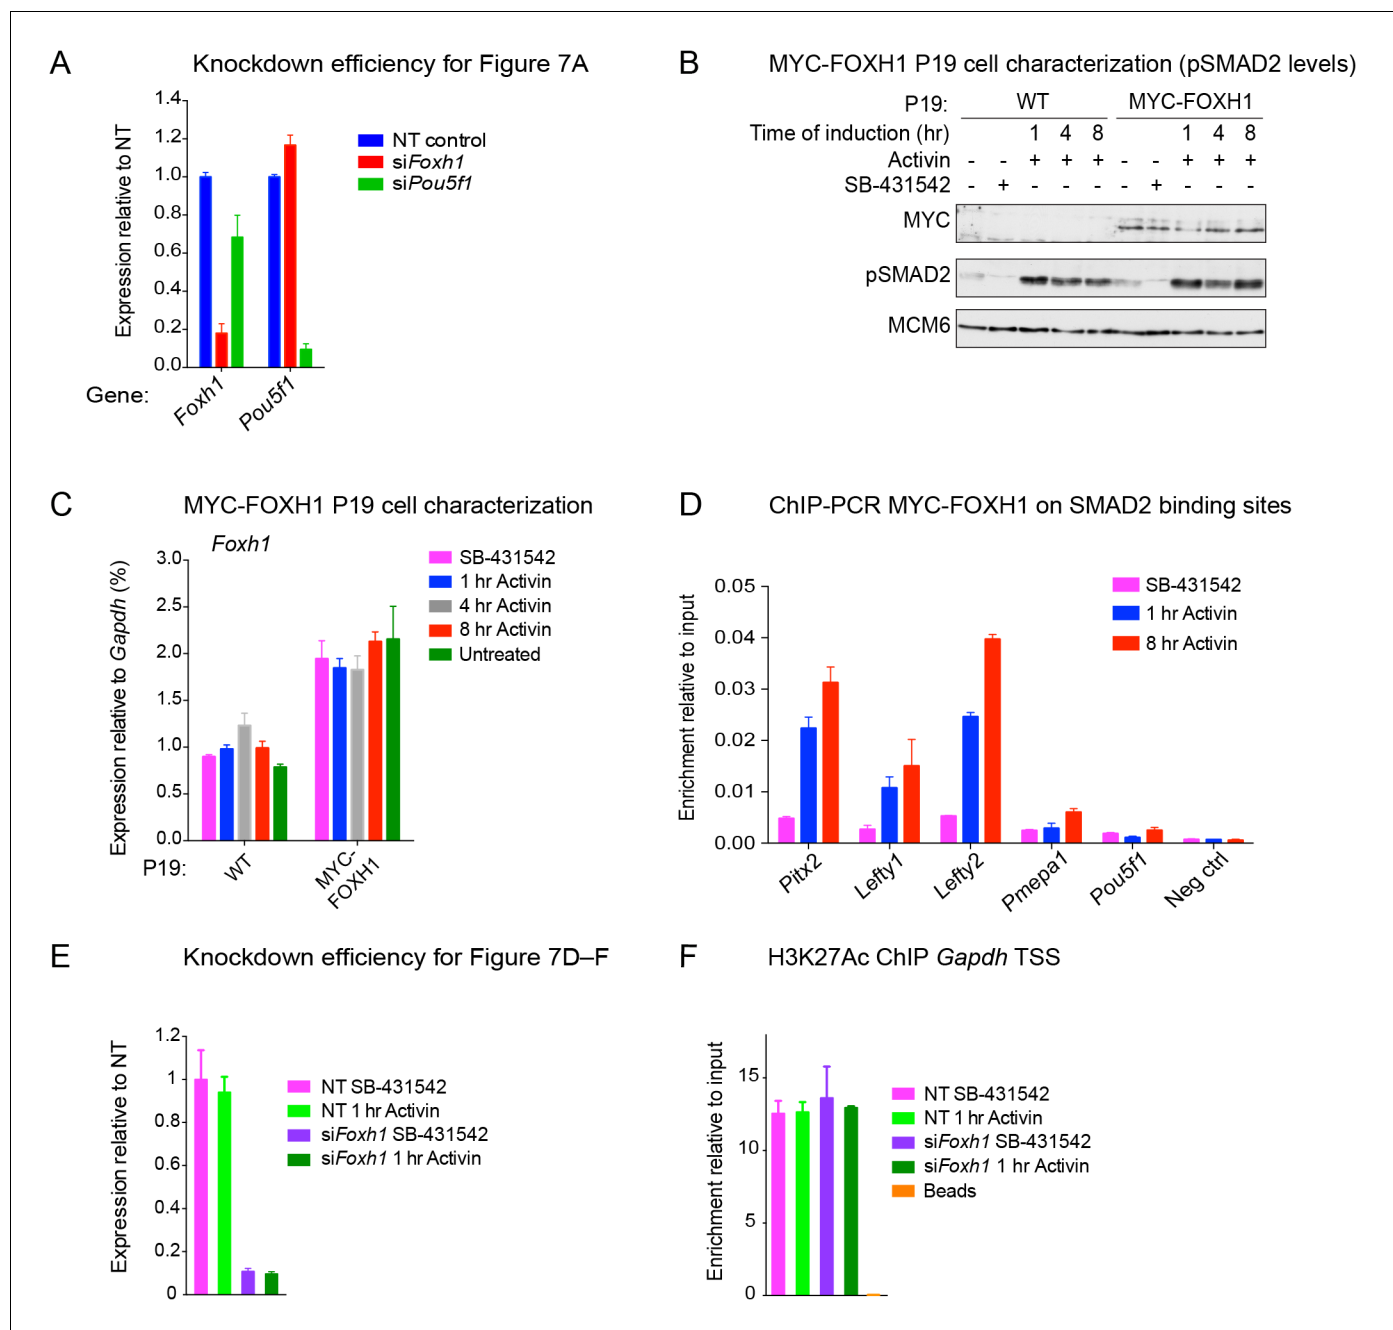 A
Knockdown efficiency for Figure 7A
Expression relative to NT
1.4
1.2
1.0
0.8
0.6
0.4
0.2
0.0
NT control
siFoxh1
siPou5f1
Gene:
Foxh1
Pou5f1
B
MYC-FOXH1 P19 cell characterization (pSMAD2 levels)
P19: WT MYC-FOXH1
Time of induction (hr) 1 4 8 1 4 8
Activin - - + + + - - + + +
SB-431542 - + - - - - + - - -
MYC
pSMAD2
MCM6
C
MYC-FOXH1 P19 cell characterization
Foxh1
Expression relative to Gapdh (%)
3.0
2.5
2.0
1.5
1.0
0.5
0.0
SB-431542
1 hr Activin
4 hr Activin
8 hr Activin
Untreated
P19:
WT
MYC-
FOXH1
D
ChIP-PCR MYC-FOXH1 on SMAD2 binding sites
Enrichment relative to input
0.05
0.04
0.03
0.02
0.01
0.00
SB-431542
1 hr Activin
8 hr Activin
Pitx2
Lefty1
Lefty2
Pmepa1
Pou5f1
Neg ctrl
E
Knockdown efficiency for Figure 7D–F
Expression relative to NT
1.2
1
0.8
0.6
0.4
0.2
0
NT SB-431542
NT 1 hr Activin
siFoxh1 SB-431542
siFoxh1 1 hr Activin
F
H3K27Ac ChIP Gapdh TSS
Enrichment relative to input
15
10
5
0
NT SB-431542
NT 1 hr Activin
siFoxh1 SB-431542
siFoxh1 1 hr Activin
Beads